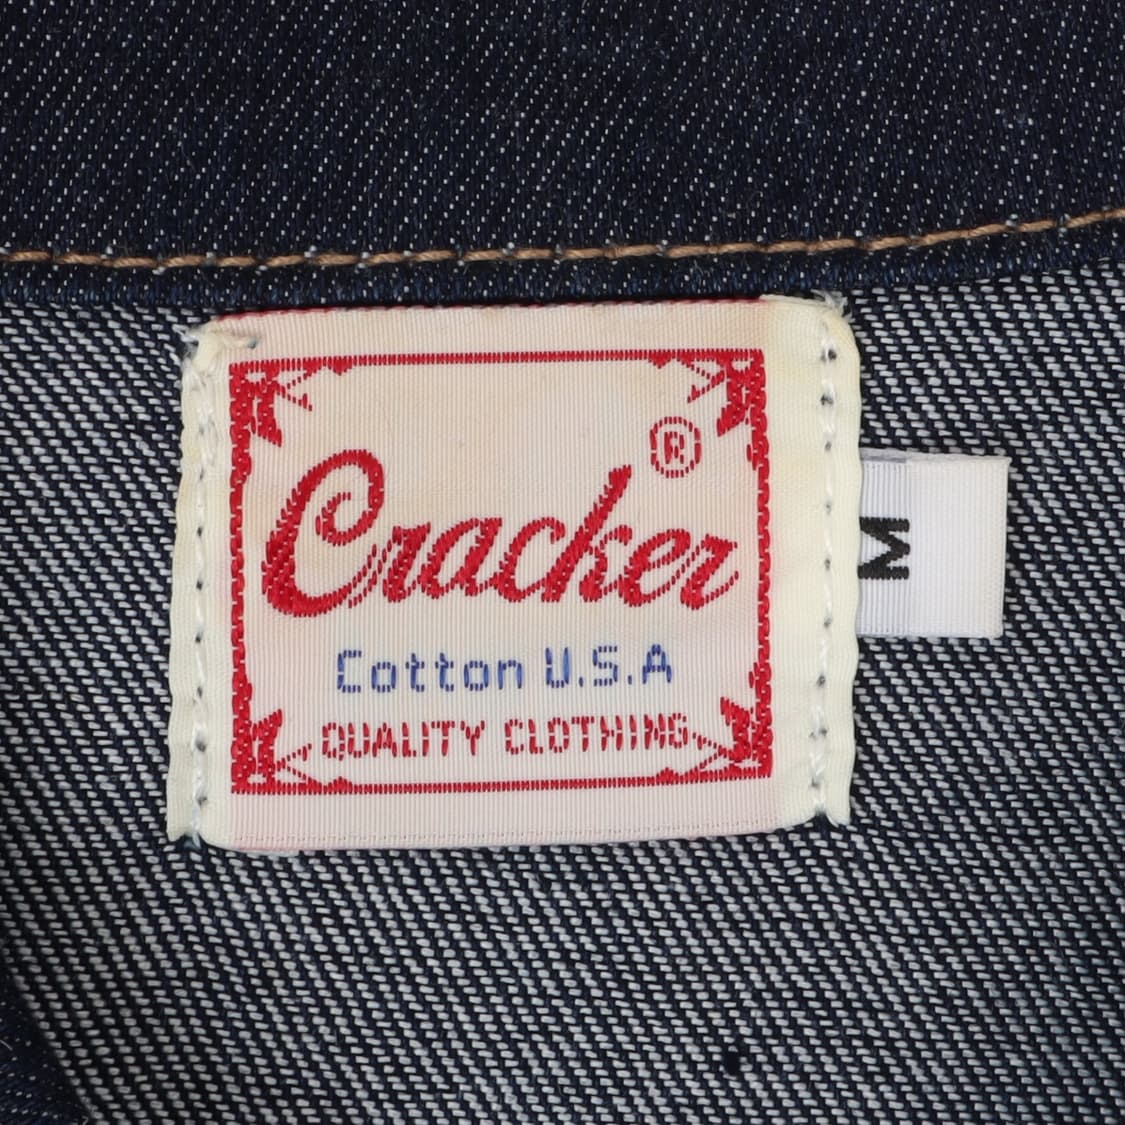 Cracker ®
Cotton U.S.A
QUALITY CLOTHING
M